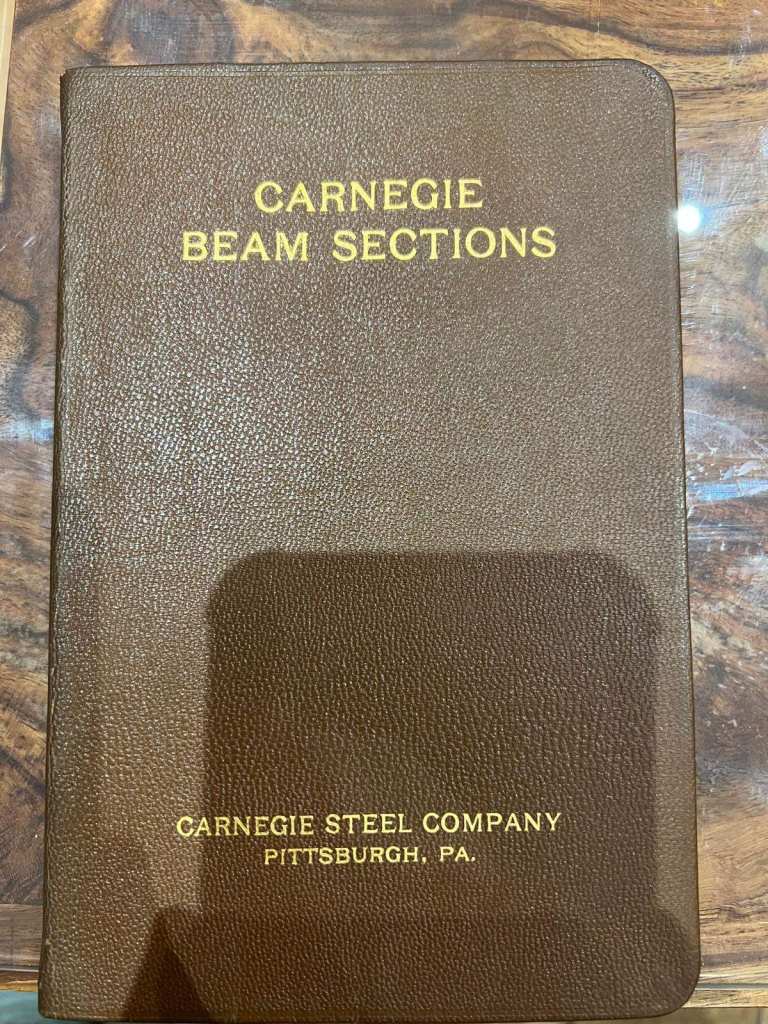 CARNEGIE
BEAM SECTIONS
CARNEGIE STEEL COMPANY
PITTSBURGH, PA.